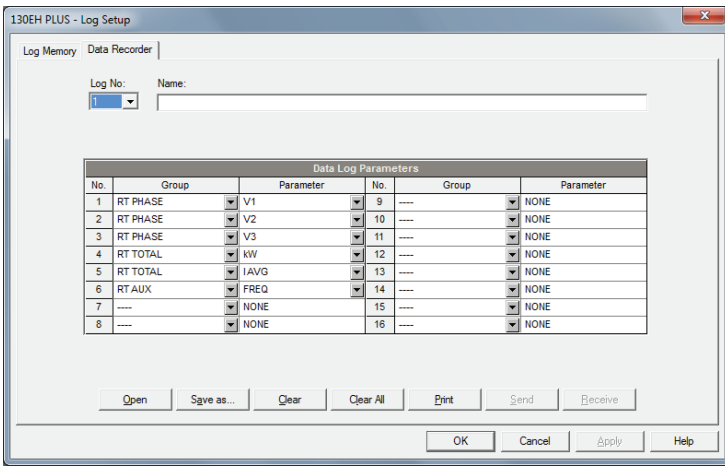 130EH PLUS - Log Setup
x
Log Memory Data Recorder
Log No: Name:
1
Data Log Parameters
No. Group Parameter No. Group Parameter
1 RT PHASE V1 9 ---- NONE
2 RT PHASE V2 10 ---- NONE
3 RT PHASE V3 11 ---- NONE
4 RT TOTAL kW 12 ---- NONE
5 RT TOTAL I AVG 13 ---- NONE
6 RT AUX FREQ 14 ---- NONE
7 ---- NONE 15 ---- NONE
8 ---- NONE 16 ---- NONE
Open Save as... Clear Clear All Print Send Receive
OK Cancel Apply Help